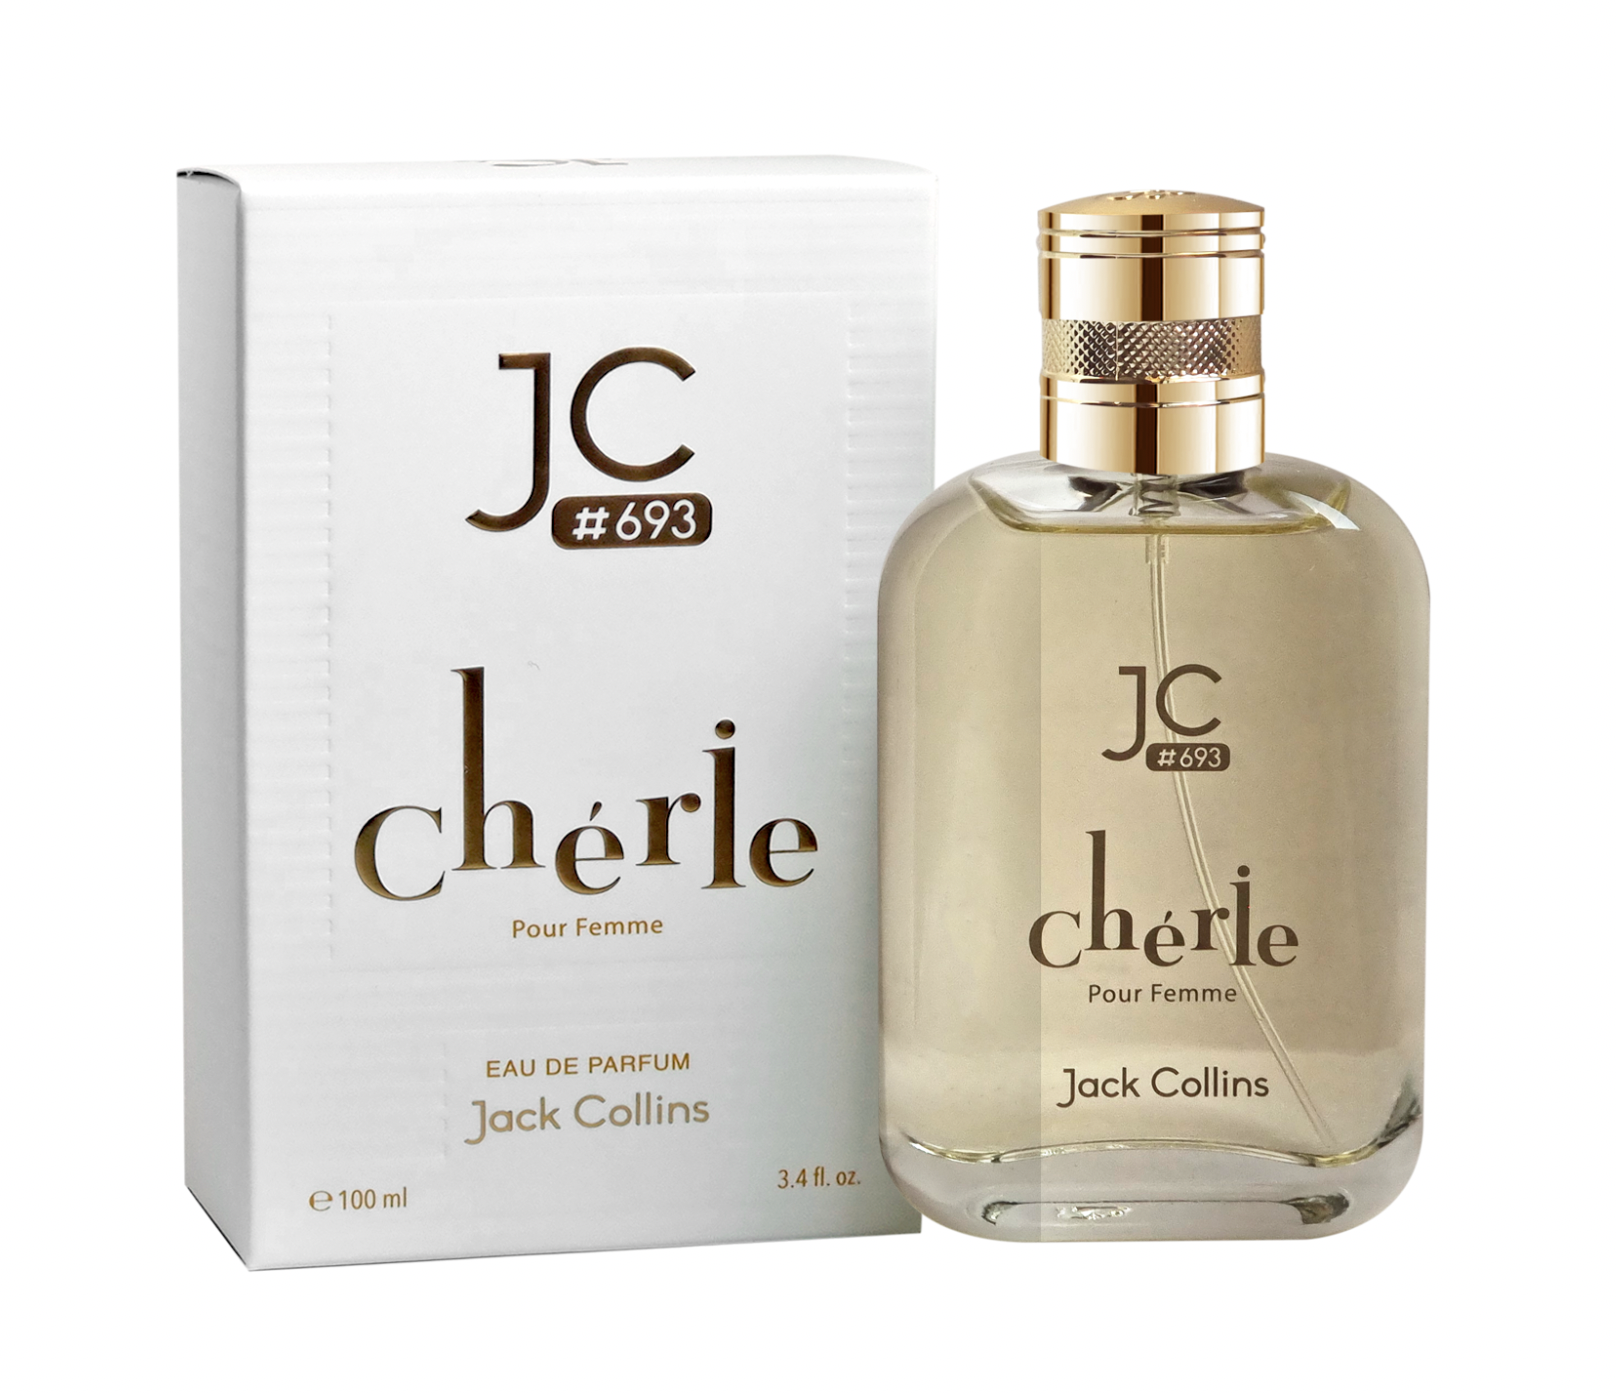 JC
#693
chérie
Pour Femme
EAU DE PARFUM
Jack Collins
℮ 100 ml
3.4 fl. oz.
JC
#693
chérie
Pour Femme
Jack Collins